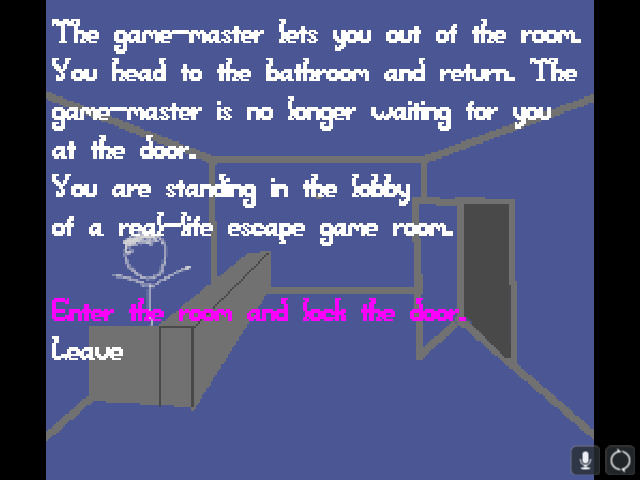 The game-master lets you out of the room.
You head to the bathroom and return. The
game-master is no longer waiting for you
at the door.
You are standing in the lobby
of a real-life escape game room.
Enter the room and lock the door.
Leave